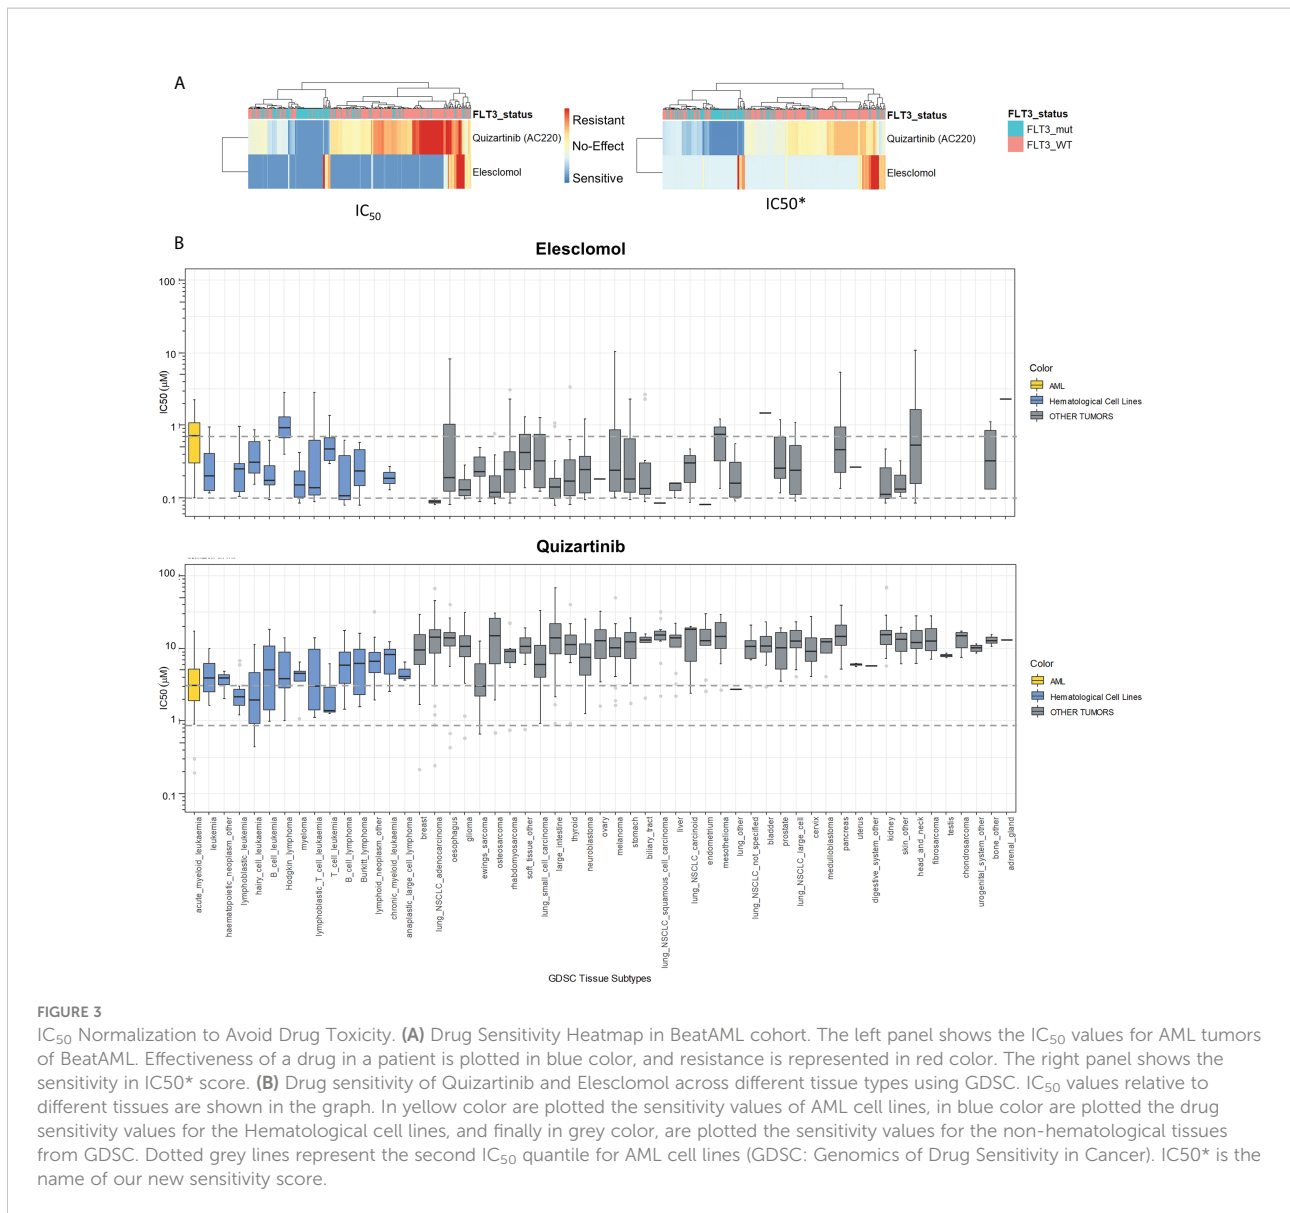 A
FLT3_status
Quizartinib (AC220)
Elesclomol
IC50
Resistant
No-Effect
Sensitive
FLT3_status
Quizartinib (AC220)
Elesclomol
IC50*
FLT3_status
FLT3_mut
FLT3_WT
B
Elesclomol
100
10
1
0.1
IC50 (µM)
Color
AML
Hematological Cell Lines
OTHER TUMORS
Quizartinib
100
10
1
0.1
IC50 (µM)
Color
AML
Hematological Cell Lines
OTHER TUMORS
acute_myeloid_leukaemia
leukemia
haematopoietic_neoplasm_other
lymphoblastic_leukemia
hairy_cell_leukaemia
B_cell_leukemia
Hodgkin_lymphoma
myeloma
lymphoblastic_T_cell_leukaemia
T_cell_leukemia
B_cell_lymphoma
Burkitt_lymphoma
lymphoid_neoplasm_other
chronic_myeloid_leukaemia
anaplastic_large_cell_lymphoma
breast
lung_NSCLC_adenocarcinoma
oesophagus
glioma
ewings_sarcoma
osteosarcoma
rhabdomyosarcoma
soft_tissue_other
lung_small_cell_carcinoma
large_intestine
thyroid
neuroblastoma
ovary
melanoma
stomach
biliary_tract
lung_NSCLC_squamous_cell_carcinoma
liver
lung_NSCLC_carcinoid
endometrium
mesothelioma
lung_other
lung_NSCLC_not_specified
bladder
prostate
lung_NSCLC_large_cell
cervix
medulloblastoma
pancreas
uterus
digestive_system_other
kidney
skin_other
head_and_neck
fibrosarcoma
testis
chondrosarcoma
urogenital_system_other
bone_other
adrenal_gland
GDSC Tissue Subtypes
FIGURE 3
IC50 Normalization to Avoid Drug Toxicity. (A) Drug Sensitivity Heatmap in BeatAML cohort. The left panel shows the IC50 values for AML tumors
of BeatAML. Effectiveness of a drug in a patient is plotted in blue color, and resistance is represented in red color. The right panel shows the
sensitivity in IC50* score. (B) Drug sensitivity of Quizartinib and Elesclomol across different tissue types using GDSC. IC50 values relative to
different tissues are shown in the graph. In yellow color are plotted the sensitivity values of AML cell lines, in blue color are plotted the drug
sensitivity values for the Hematological cell lines, and finally in grey color, are plotted the sensitivity values for the non-hematological tissues
from GDSC. Dotted grey lines represent the second IC50 quantile for AML cell lines (GDSC: Genomics of Drug Sensitivity in Cancer). IC50* is the
name of our new sensitivity score.